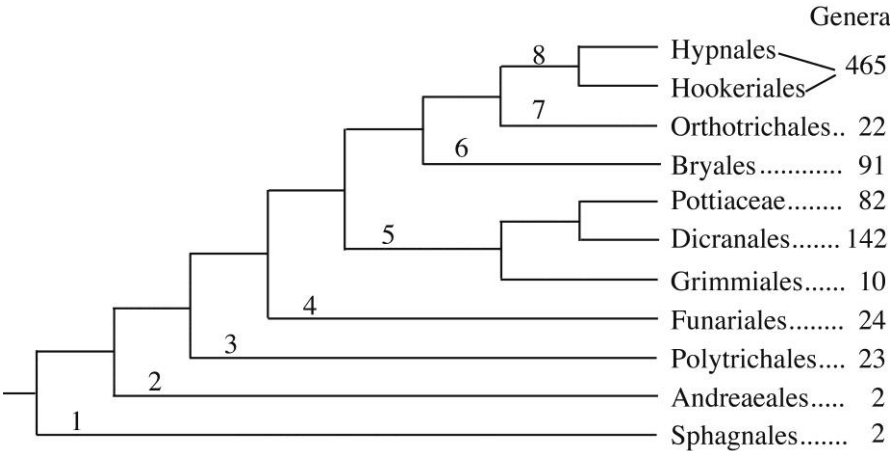 Genera
8 Hypnales
465
Hookeriales
7
Orthotrichales.. 22
6
Bryales ............ 91
Pottiaceae........ 82
5
Dicranales....... 142
Grimmiales...... 10
4
Funariales........ 24
3
Polytrichales.... 23
2
Andreaeales..... 2
1
Sphagnales....... 2